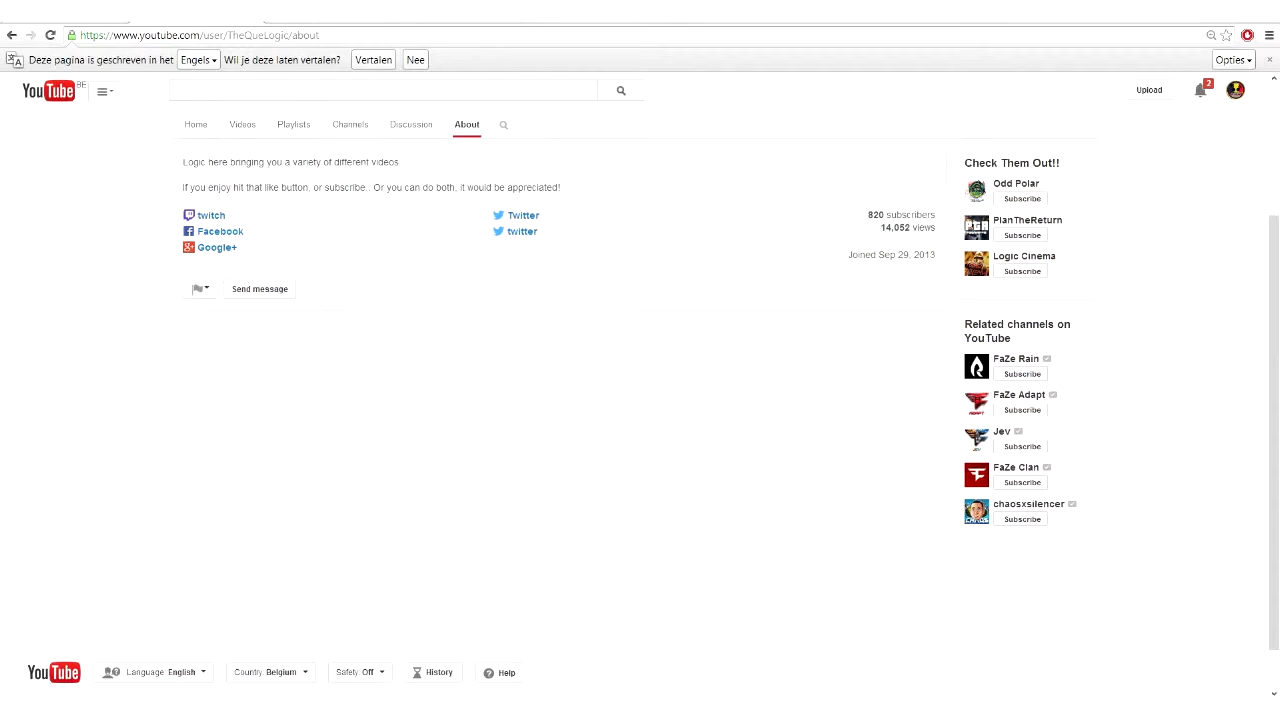 https://www.youtube.com/user/TheQueLogic/about
Deze pagina is geschreven in het Engels Wil je deze laten vertalen? Vertalen Nee Opties
YouTube BE
Upload 2
Home Videos Playlists Channels Discussion About
Logic here bringing you a variety of different videos
If you enjoy hit that like button, or subscribe.. Or you can do both, it would be appreciated!
twitch Twitter
Facebook twitter
Google+
820 subscribers
14,052 views
Joined Sep 29, 2013
Send message
Check Them Out!!
Odd Polar
Subscribe
PlanTheReturn
Subscribe
Logic Cinema
Subscribe
Related channels on
YouTube
FaZe Rain
Subscribe
FaZe Adapt
Subscribe
Jev
Subscribe
FaZe Clan
Subscribe
chaosxsilencer
Subscribe
YouTube Language: English Country: Belgium Safety: Off History Help